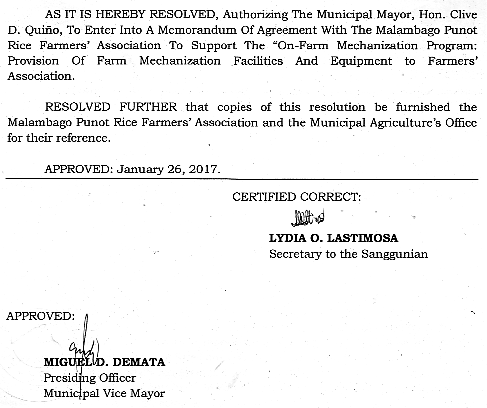 AS IT IS HEREBY RESOLVED, Authorizing The Municipal Mayor, Hon. Clive
D. Quiño, To Enter Into A Memorandum Of Agreement With The Malambago Punot
Rice Farmers' Association To Support The "On-Farm Mechanization Program:
Provision Of Farm Mechanization Facilities And Equipment to Farmers'
Association.
RESOLVED FURTHER that copies of this resolution be furnished the
Malambago Punot Rice Farmers' Association and the Municipal Agriculture's Office
for their reference.
APPROVED: January 26, 2017.
CERTIFIED CORRECT:
LYDIA O. LASTIMOSA
Secretary to the Sanggunian
APPROVED:
MIGUEL D. DEMATA
Presiding Officer
Municipal Vice Mayor